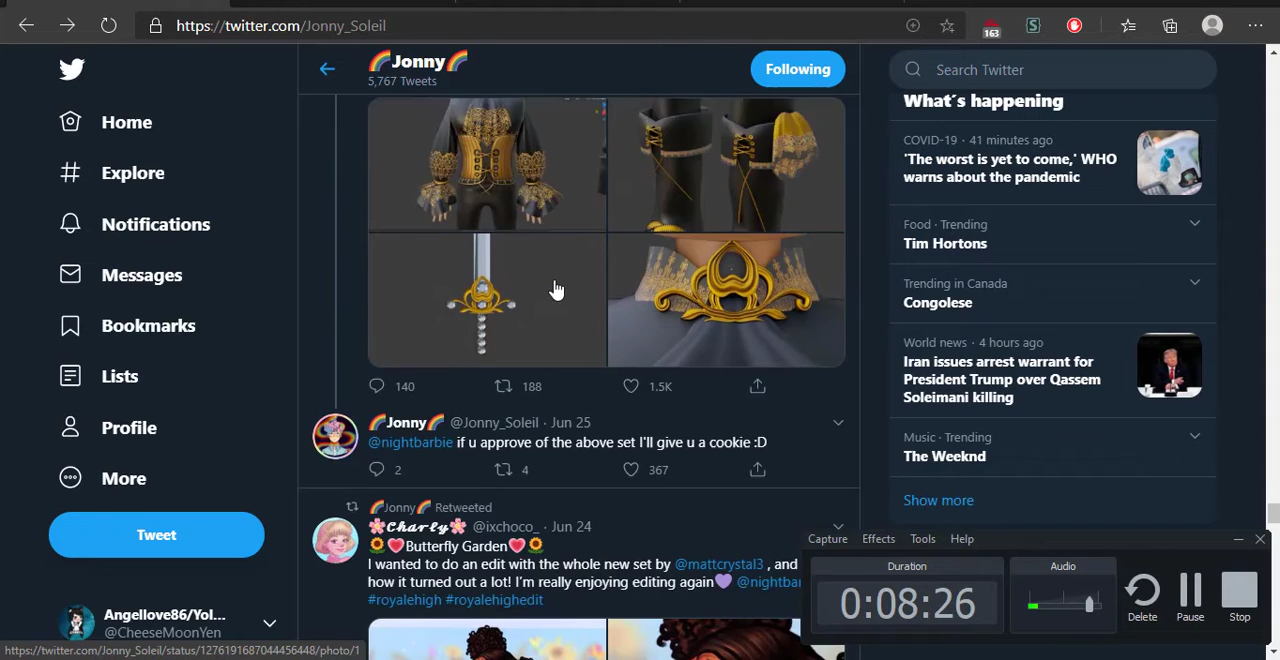 https://twitter.com/Jonny_Soleil
163
🌈Jonny🌈
5,767 Tweets
Following
Search Twitter
Home
Explore
Notifications
Messages
Bookmarks
Lists
Profile
More
Tweet
Angellove86/Yol...
@CheeseMoonYen
140
188
1.5K
🌈Jonny🌈 @Jonny_Soleil · Jun 25
@nightbarbie if u approve of the above set I'll give u a cookie :D
2
4
367
🌈Jonny🌈 Retweeted
🌸𝓒𝓱𝓪𝓻𝓵𝔂🌸 @ixchoco_ · Jun 24
🌻❤Butterfly Garden❤🌻
I wanted to do an edit with the whole new set by @mattcrystal3 , and
how it turned out a lot! I'm really enjoying editing again💜 @nightba
#royalehigh #royalehighedit
What's happening
COVID-19 · 41 minutes ago
'The worst is yet to come,' WHO
warns about the pandemic
Food · Trending
Tim Hortons
Trending in Canada
Congolese
World news · 4 hours ago
Iran issues arrest warrant for
President Trump over Qassem
Soleimani killing
Music · Trending
The Weeknd
Show more
Capture Effects Tools Help
Duration
0:08:26
Audio
Delete
Pause
Stop
https://twitter.com/Jonny_Soleil/status/1276191687044456448/photo/1